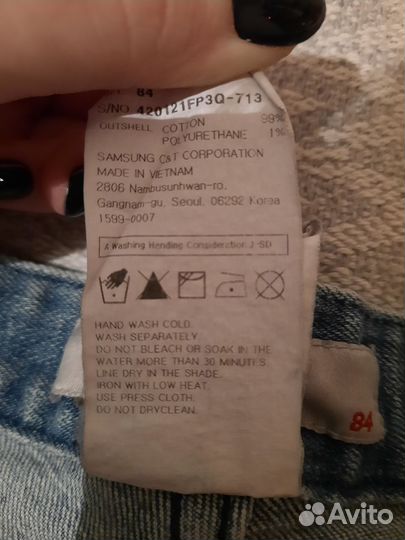 84
S/NO. 420121FP3Q-713
OUTSHELL COTTON 99%
POLYURETHANE 1%
SAMSUNG C&T CORPORATION
MADE IN VIETNAM
2806 Nambusunhwan-ro,
Gangnam-gu, Seoul, 06292 Korea
1599-0007
A Washing Hending Consideration J-SD
HAND WASH COLD.
WASH SEPARATELY
DO NOT BLEACH OR SOAK IN THE
WATER MORE THAN 30 MINUTES.
LINE DRY IN THE SHADE.
IRON WITH LOW HEAT.
USE PRESS CLOTH.
DO NOT DRYCLEAN.
84
Avito